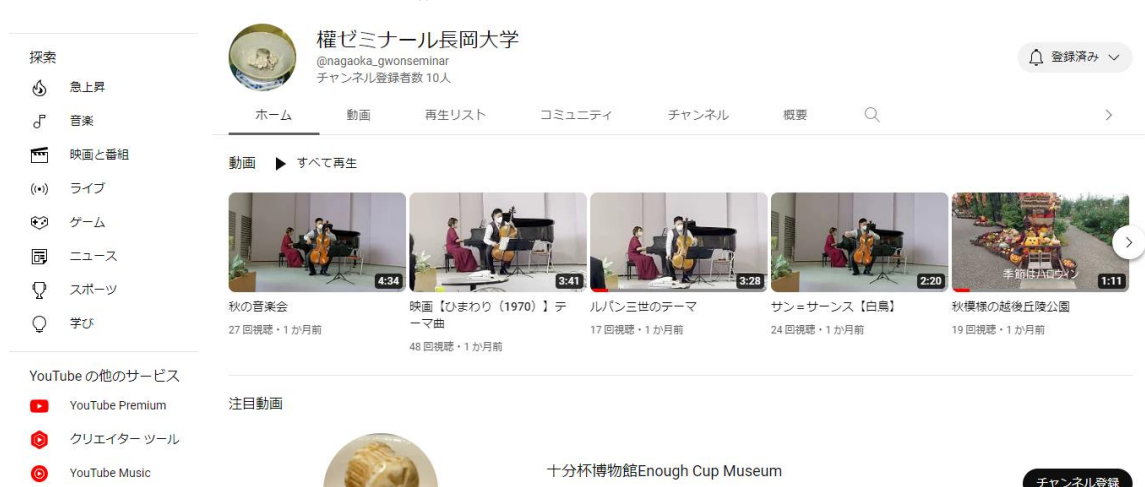 權ゼミナール長岡大学
@nagaoka_gwonseminar
チャンネル登録者数 10人
登録済み
探索
急上昇
音楽
映画と番組
ライブ
ゲーム
ニュース
スポーツ
学び
YouTube の他のサービス
YouTube Premium
クリエイター ツール
YouTube Music
ホーム
動画
再生リスト
コミュニティ
チャンネル
概要
動画
すべて再生
4:34
秋の音楽会
27 回視聴・1 か月前
3:41
映画【ひまわり（1970）】テ
ーマ曲
48 回視聴・1 か月前
3:28
ルパン三世のテーマ
17 回視聴・1 か月前
2:20
サン＝サーンス【白鳥】
24 回視聴・1 か月前
季節はハロウィン
1:11
秋模様の越後丘陵公園
19 回視聴・1 か月前
注目動画
十分杯博物館Enough Cup Museum
チャンネル登録